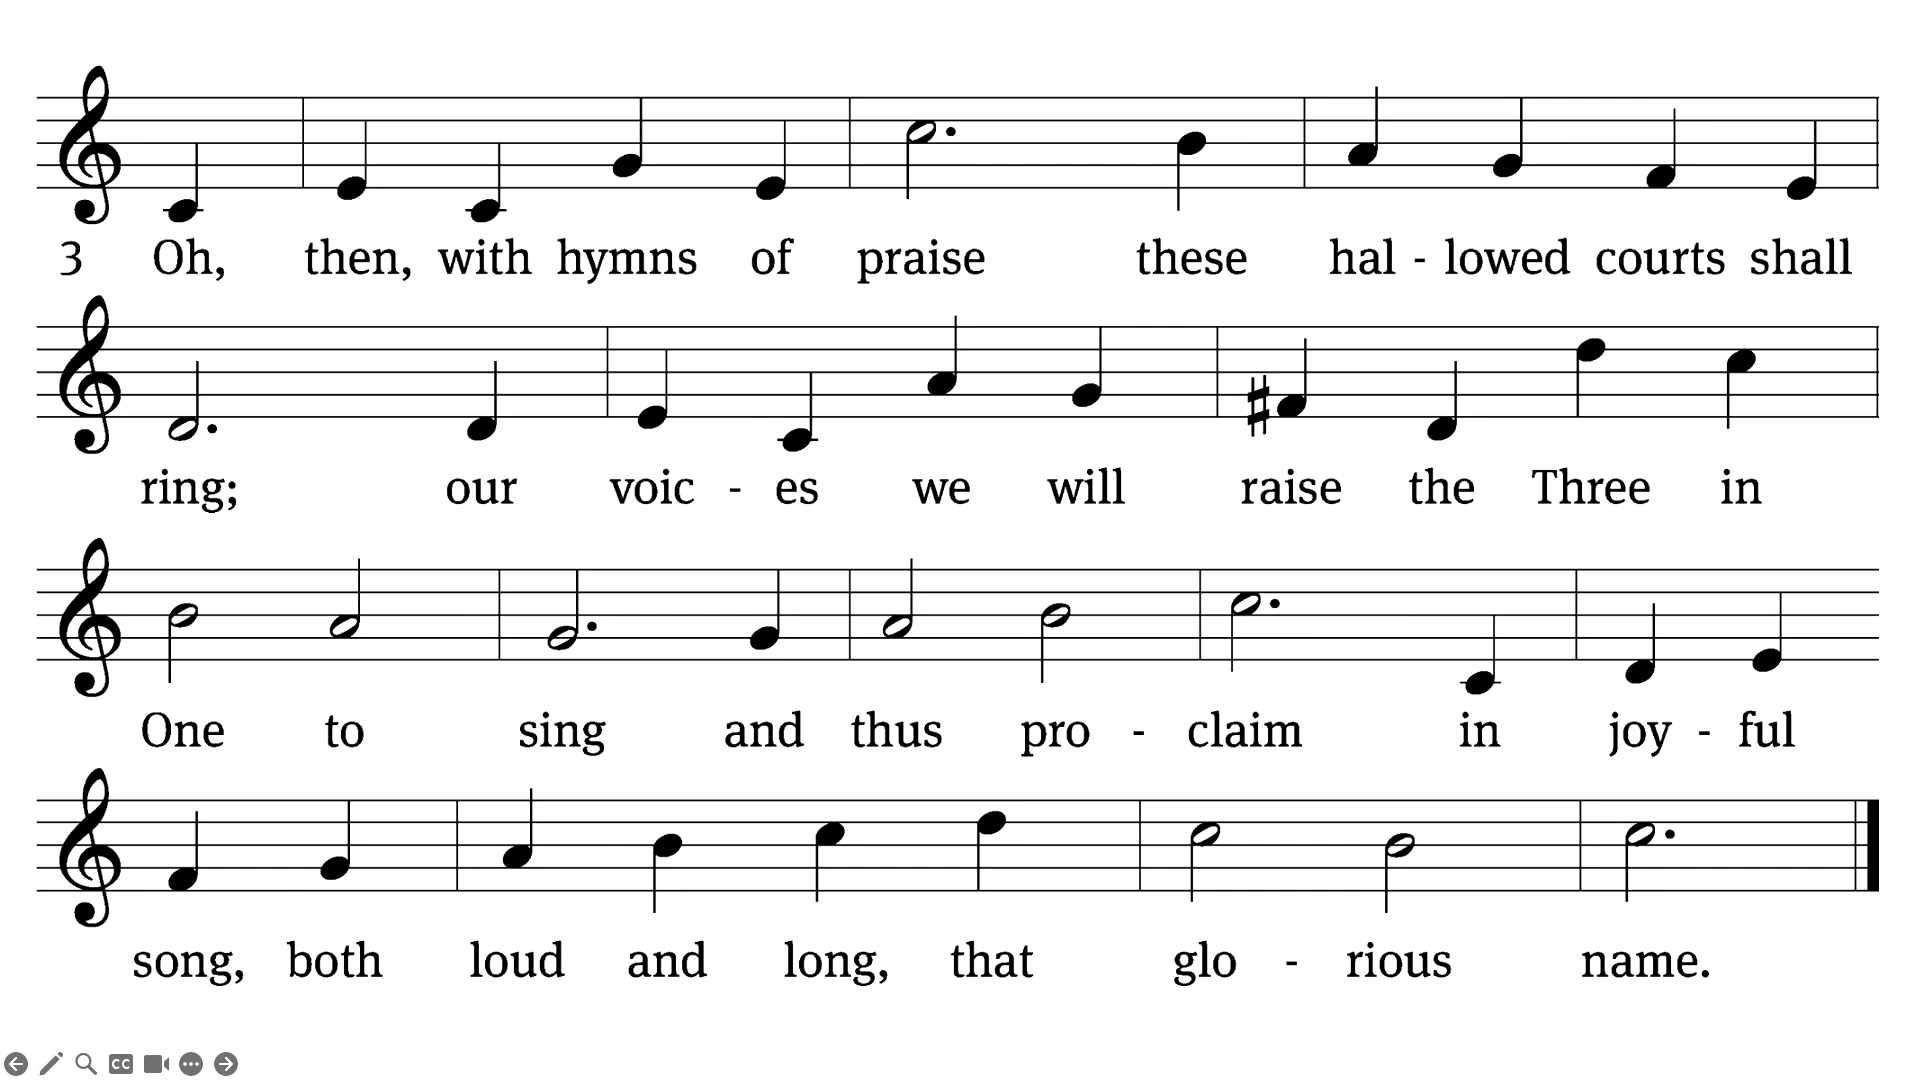 3 Oh, then, with hymns of praise these hal - lowed courts shall
ring; our voic - es we will raise the Three in
One to sing and thus pro - claim in joy - ful
song, both loud and long, that glo - rious name.
CC